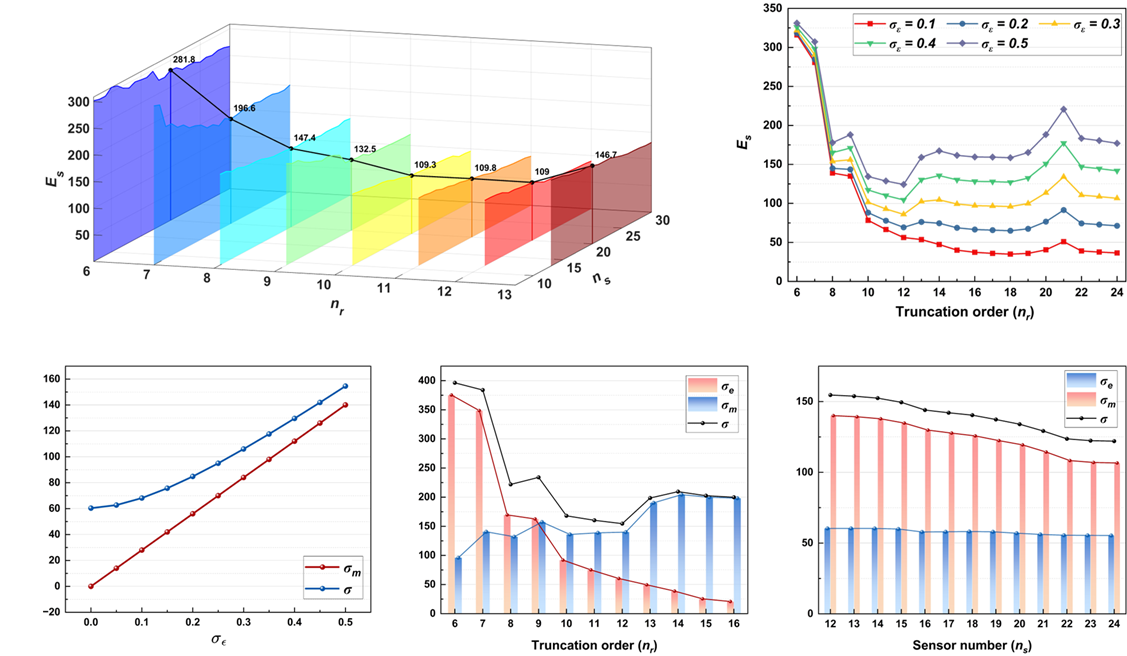 300
250
200
150
100
50
E_s
281.8
196.6
147.4
132.5
109.3
109.8
109
146.7
6
7
8
9
10
11
12
13
n_r
10
15
20
25
30
n_s
350
300
250
200
150
100
50
0
E_s
σ_ε = 0.1 σ_ε = 0.2 σ_ε = 0.3
σ_ε = 0.4 σ_ε = 0.5
6 8 10 12 14 16 18 20 22 24
Truncation order (n_r)
160
140
120
100
80
60
40
20
0
−20
σ_m
σ
0.0 0.1 0.2 0.3 0.4 0.5
σ_ϵ
400
350
300
250
200
150
100
50
0
σ_e
σ_m
σ
6 7 8 9 10 11 12 13 14 15 16
Truncation order (n_r)
150
100
50
0
σ_e
σ_m
σ
12 13 14 15 16 17 18 19 20 21 22 23 24
Sensor number (n_s)